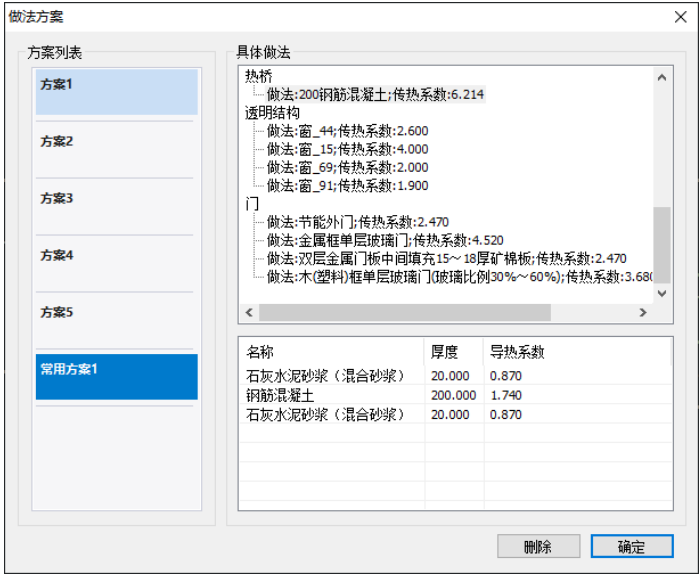 做法方案
方案列表
方案1
方案2
方案3
方案4
方案5
常用方案1
具体做法
热桥
做法:200钢筋混凝土;传热系数:6.214
透明结构
做法:窗_44;传热系数:2.600
做法:窗_15;传热系数:4.000
做法:窗_69;传热系数:2.000
做法:窗_91;传热系数:1.900
门
做法:节能外门;传热系数:2.470
做法:金属框单层玻璃门;传热系数:4.520
做法:双层金属门板中间填充15～18厚矿棉板;传热系数:2.470
做法:木(塑料)框单层玻璃门(玻璃比例30%～60%);传热系数:3.680
名称 厚度 导热系数
石灰水泥砂浆（混合砂浆） 20.000 0.870
钢筋混凝土 200.000 1.740
石灰水泥砂浆（混合砂浆） 20.000 0.870
删除 确定